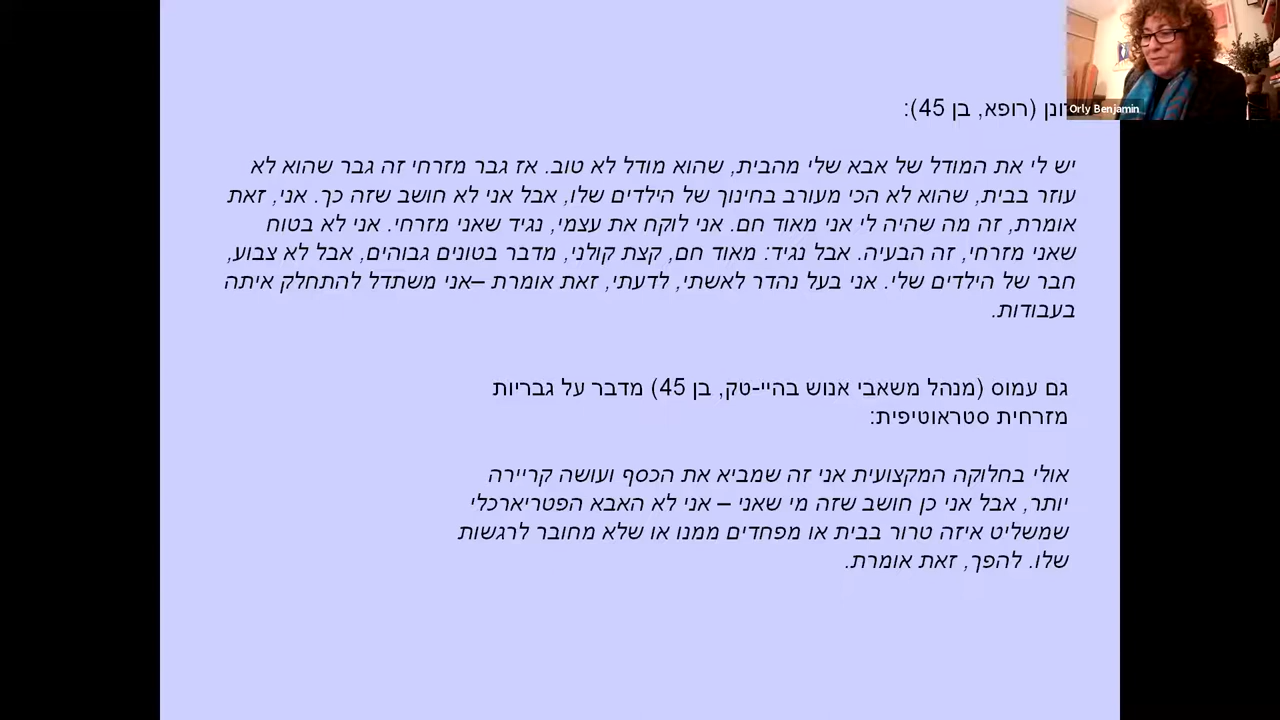 (רופא, בן 45):
יש לי את המודל של אבא שלי מהבית, שהוא מודל לא טוב. אז גבר מזרחי זה גבר שהוא לא
עוזר בבית, שהוא לא הכי מעורב בחינוך של הילדים שלו, אבל אני לא חושב שזה כך. אני, זאת
אומרת, זה מה שהיה לי אני מאוד חם. אני לוקח את עצמי, נגיד שאני מזרחי. אני לא בטוח
שאני מזרחי, זה הבעיה. אבל נגיד: מאוד חם, קצת קולני, מדבר בטונים גבוהים, אבל לא צבוע,
חבר של הילדים שלי. אני בעל נהדר לאשתי, לדעתי, זאת אומרת –אני משתדל להתחלק איתה
בעבודות.
גם עמוס (מנהל משאבי אנוש בהיי-טק, בן 45) מדבר על גבריות
מזרחית סטראוטיפית:
אולי בחלוקה המקצועית אני זה שמביא את הכסף ועושה קריירה
יותר, אבל אני כן חושב שזה מי שאני – אני לא האבא הפטריארכלי
שמשליט איזה טרור בבית או מפחדים ממנו או שלא מחובר לרגשות
שלו. להפך, זאת אומרת.
Orly Benjamin